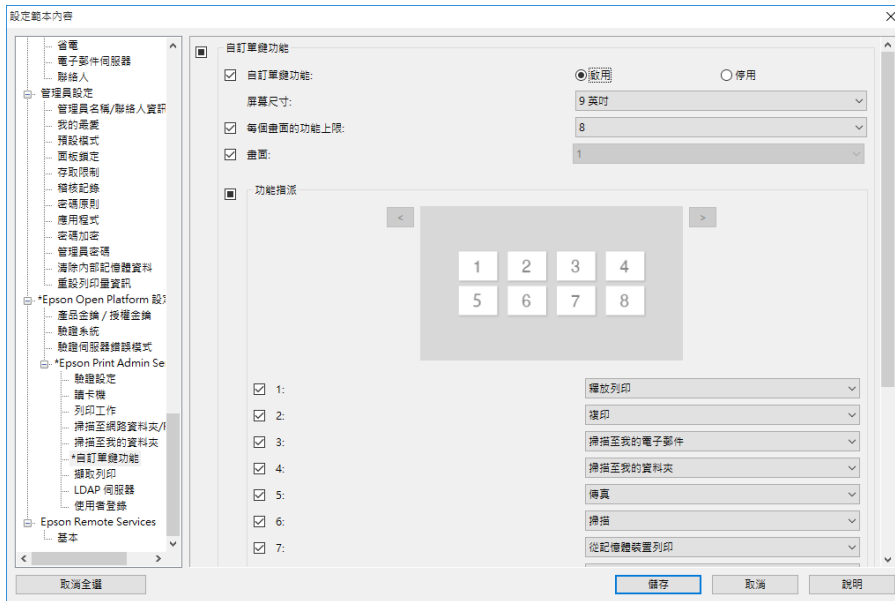 設定範本內容
省電
電子郵件伺服器
聯絡人
管理員設定
管理員名稱/聯絡人資訊
我的最愛
預設模式
面板鎖定
存取限制
稽核記錄
密碼原則
應用程式
密碼加密
管理員密碼
清除內部記憶體資料
重設列印量資訊
*Epson Open Platform 設定
產品金鑰 / 授權金鑰
驗證系統
驗證伺服器錯誤模式
*Epson Print Admin Se
驗證設定
讀卡機
列印工作
掃描至網路資料夾/F
掃描至我的資料夾
*自訂單鍵功能
擷取列印
LDAP 伺服器
使用者登錄
Epson Remote Services
基本
自訂單鍵功能
自訂單鍵功能: 啟用 停用
屏幕尺寸: 9 英吋
每個畫面的功能上限: 8
畫面: 1
功能指派
< >
1 2 3 4
5 6 7 8
1: 釋放列印
2: 複印
3: 掃描至我的電子郵件
4: 掃描至我的資料夾
5: 傳真
6: 掃描
7: 從記憶體裝置列印
取消全選 儲存 取消 說明